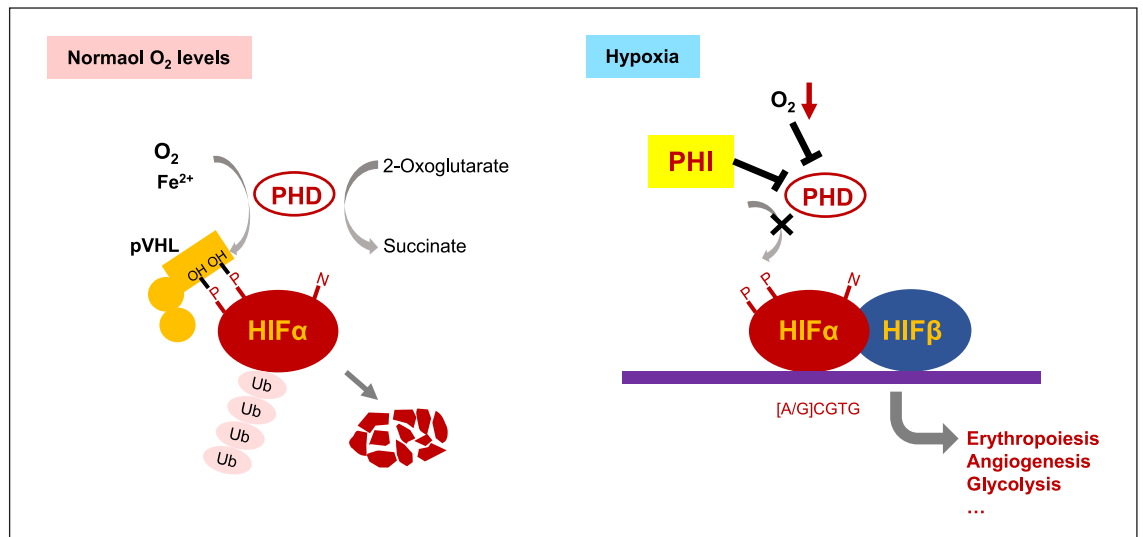 Normaol O₂ levels
O₂
Fe²⁺
PHD
2-Oxoglutarate
Succinate
pVHL
OH
OH
P
P
N
HIFα
Ub
Ub
Ub
Ub
Hypoxia
O₂
PHI
PHD
P
P
N
HIFα
HIFβ
[A/G]CGTG
Erythropoiesis
Angiogenesis
Glycolysis
...